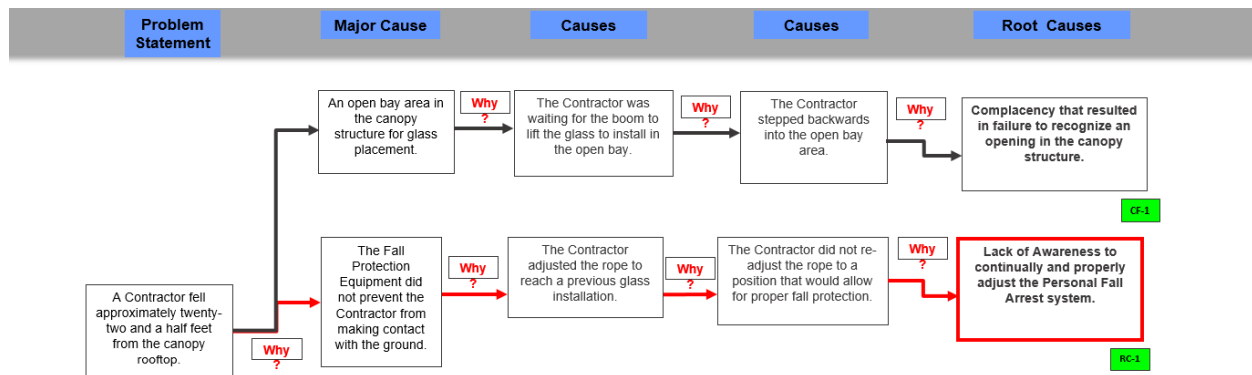 Problem
Statement
Major Cause
Causes
Causes
Root Causes
An open bay area in
the canopy
structure for glass
placement.
Why
?
The Contractor was
waiting for the boom to
lift the glass to install in
the open bay.
Why
?
The Contractor
stepped backwards
into the open bay
area.
Why
?
Complacency that resulted
in failure to recognize an
opening in the canopy
structure.
CF-1
A Contractor fell
approximately twenty-
two and a half feet
from the canopy
rooftop.
Why
?
The Fall
Protection
Equipment did
not prevent the
Contractor from
making contact
with the ground.
Why
?
The Contractor
adjusted the rope to
reach a previous glass
installation.
Why
?
The Contractor did not re-
adjust the rope to a
position that would allow
for proper fall protection.
Why
?
Lack of Awareness to
continually and properly
adjust the Personal Fall
Arrest system.
RC-1